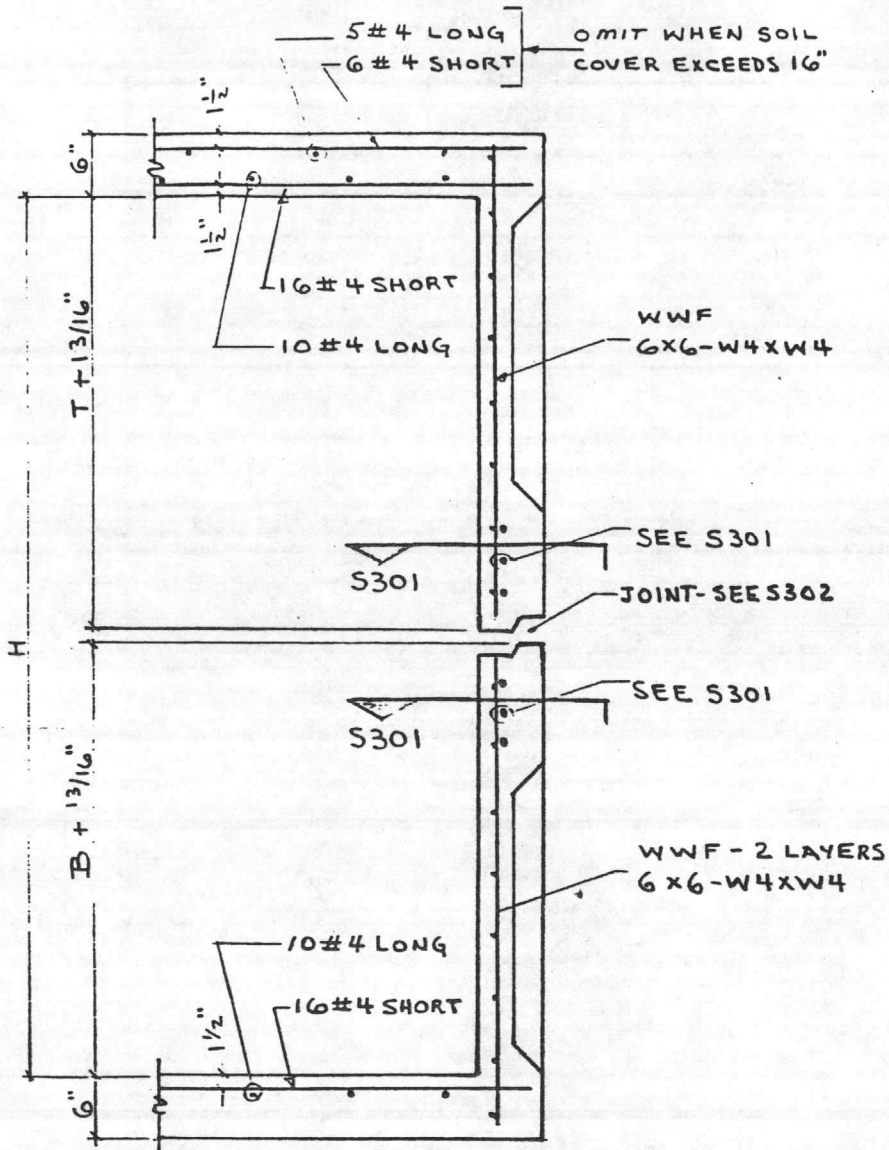 5#4 LONG
6#4 SHORT
OMIT WHEN SOIL
COVER EXCEEDS 16"
1½"
6"
½"
16#4 SHORT
10#4 LONG
WWF
6X6-W4XW4
T + 13/16"
SEE S301
S301
JOINT-SEE S302
H
SEE S301
S301
B + 13/16"
WWF - 2 LAYERS
6X6-W4XW4
10#4 LONG
16#4 SHORT
1/2"
6"